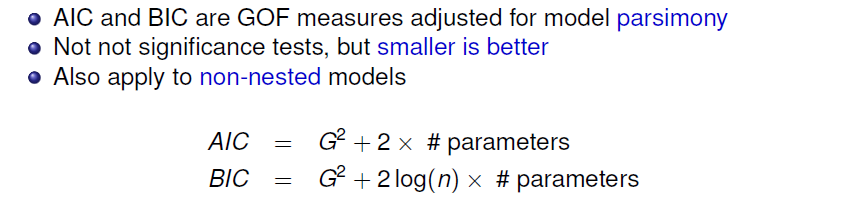 AIC and BIC are GOF measures adjusted for model parsimony
Not not significance tests, but smaller is better
Also apply to non-nested models
AIC = G² + 2 × # parameters
BIC = G² + 2 log(n) × # parameters